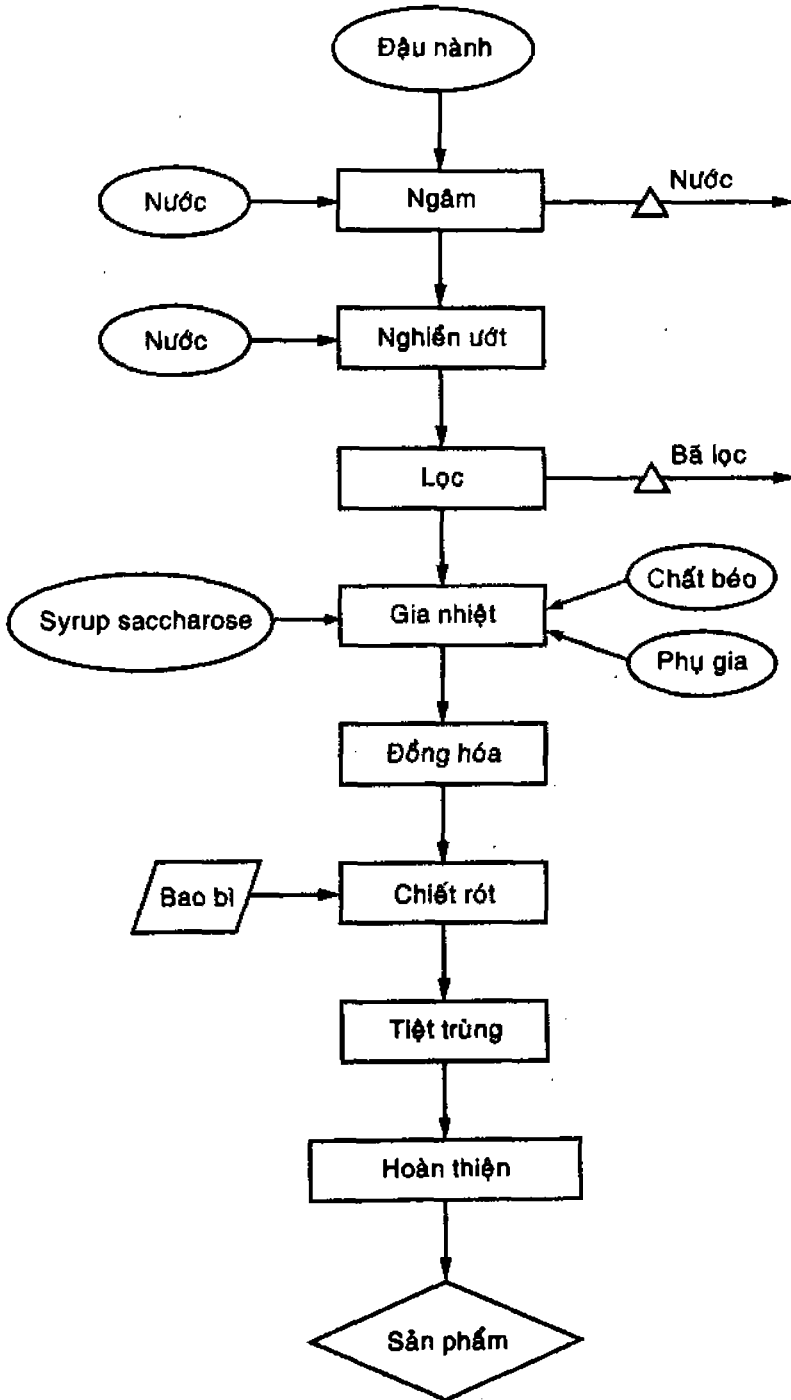 Đậu nành
Nước
Ngâm
Nước
Nước
Nghiền ướt
Lọc
Bã lọc
Syrup saccharose
Gia nhiệt
Chất béo
Phụ gia
Đồng hóa
Bao bì
Chiết rót
Tiệt trùng
Hoàn thiện
Sản phẩm